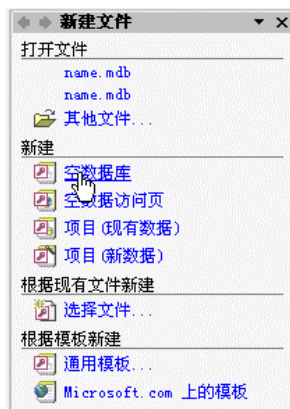 新建文件
打开文件
name.mdb
name.mdb
其他文件...
新建
空数据库
空数据访问页
项目(现有数据)
项目(新数据)
根据现有文件新建
选择文件...
根据模板新建
通用模板...
Microsoft.com 上的模板